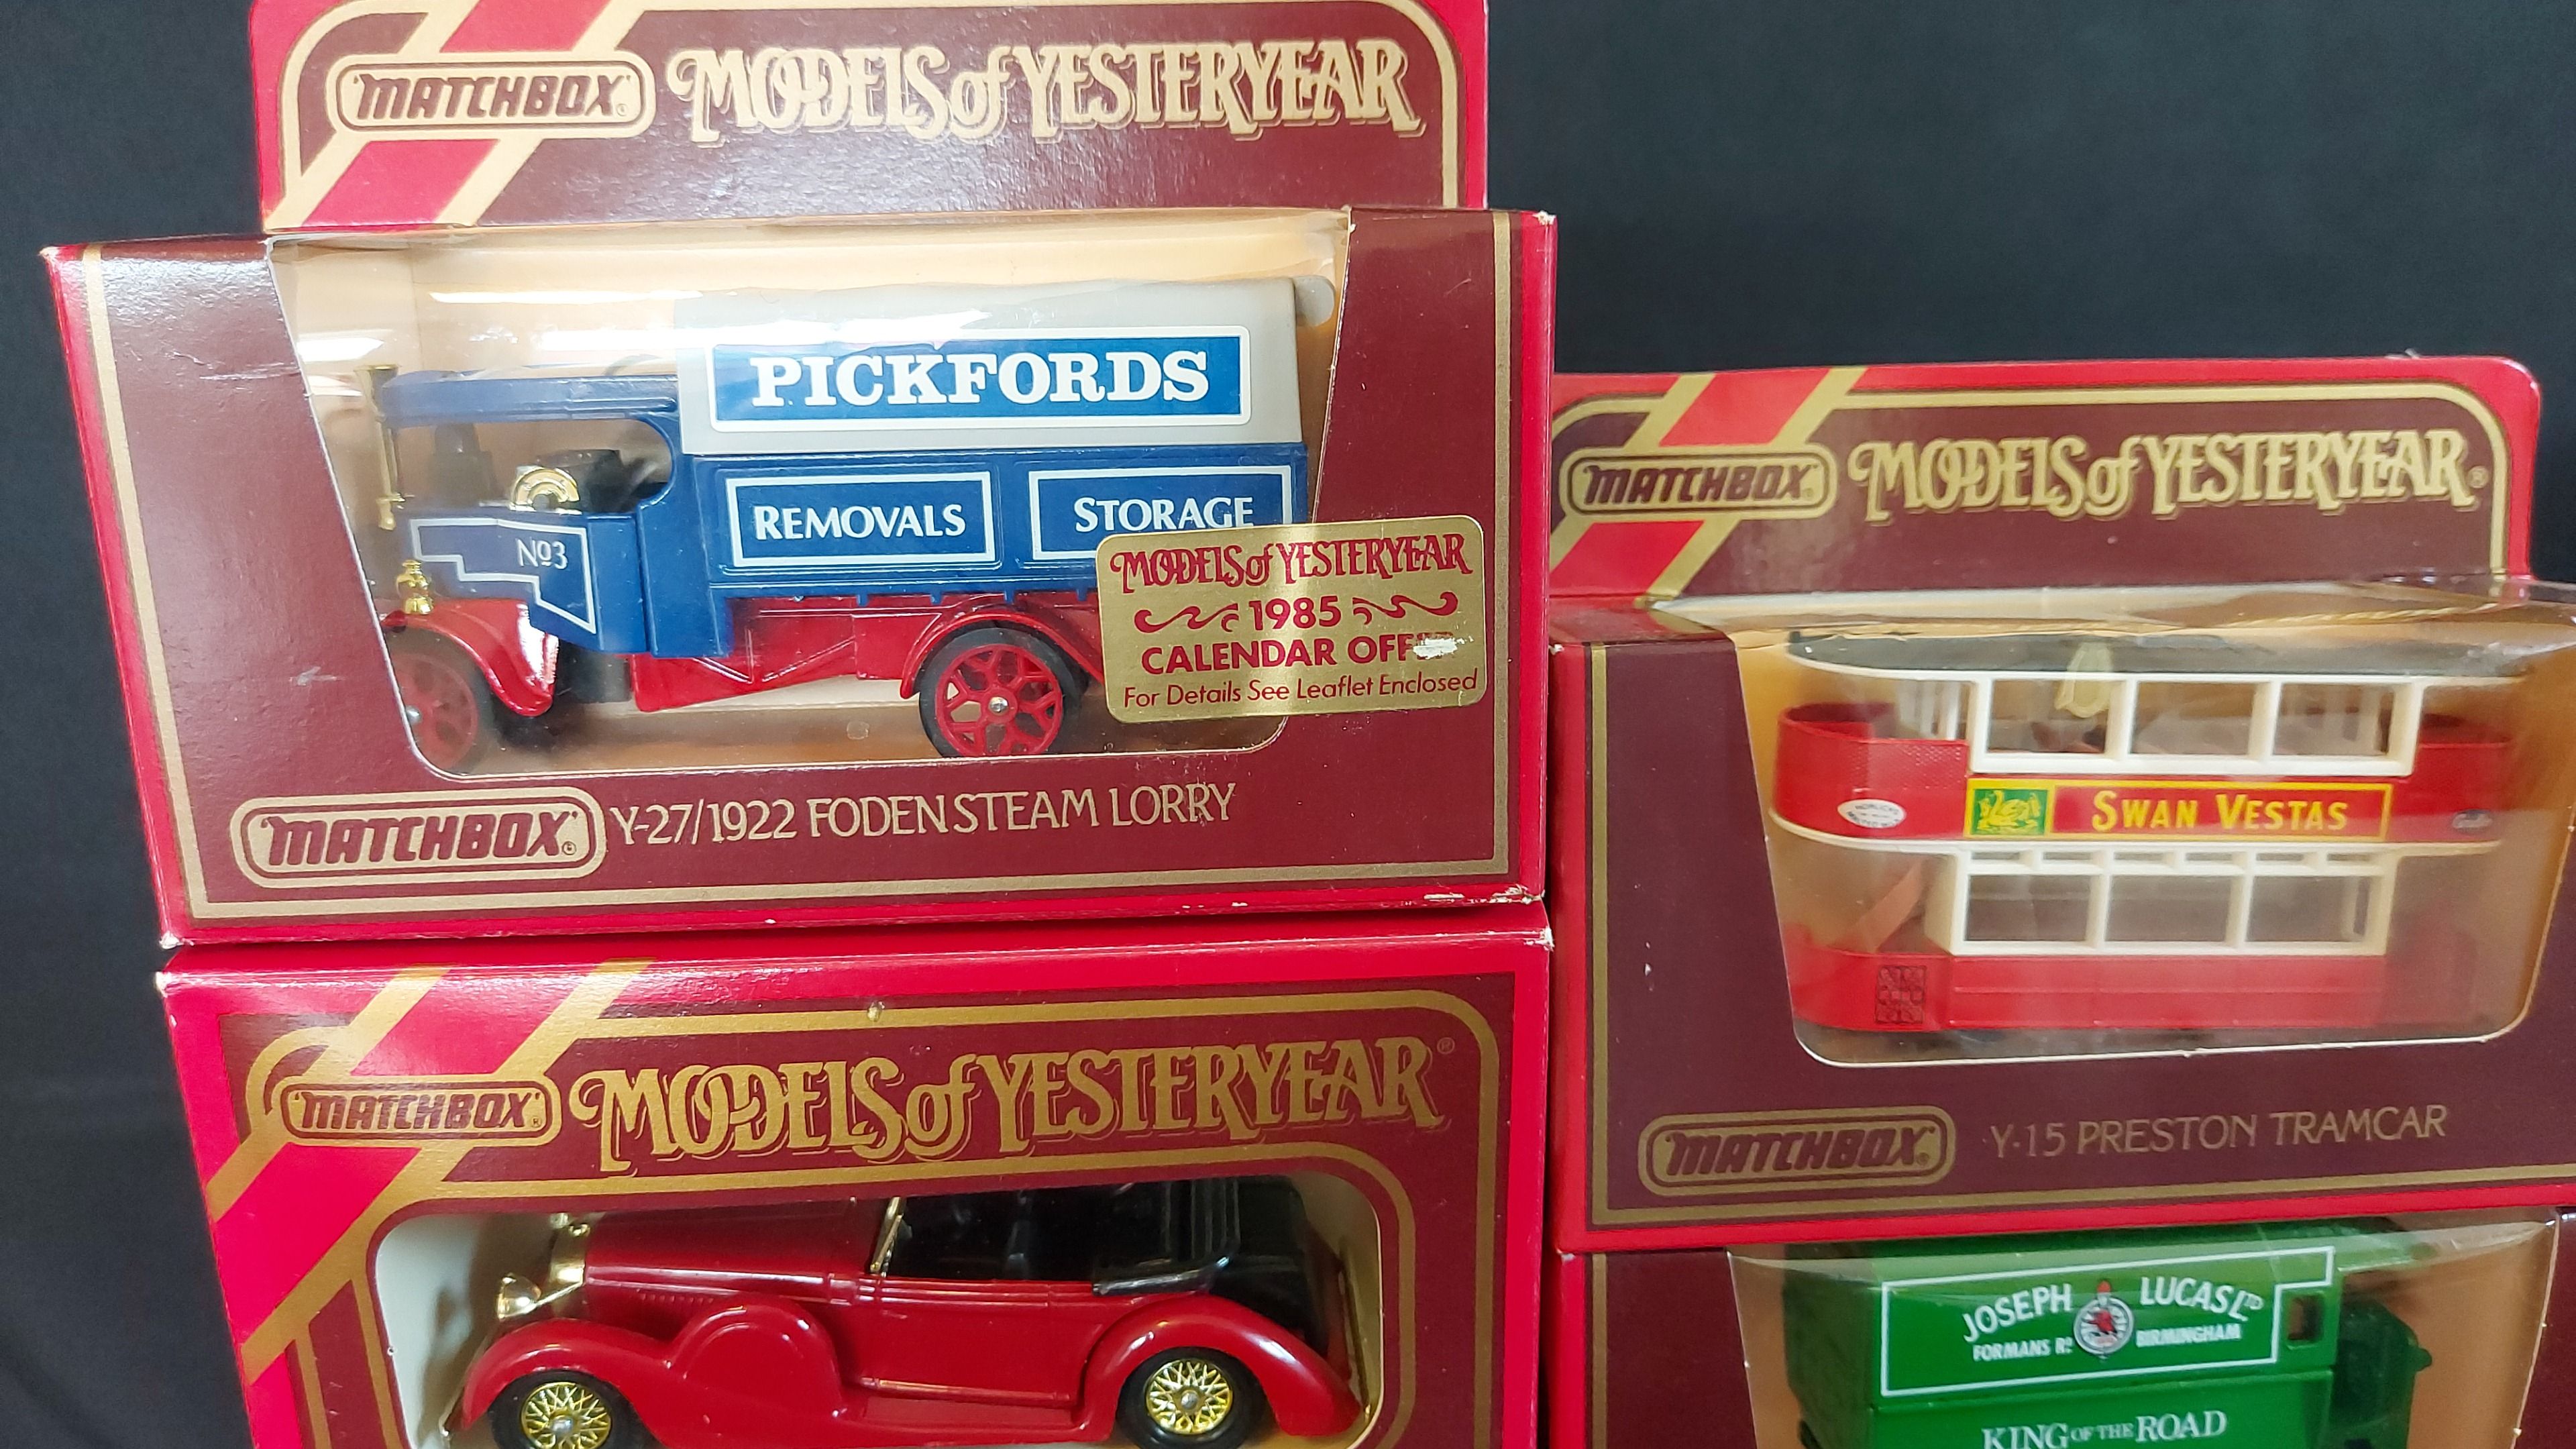 MATCHBOX MODELS of YESTERYEAR
PICKFORDS
REMOVALS STORAGE
Nº3
MODELS of YESTERYEAR
1985
CALENDAR
For Details See Leaflet Enclosed
MATCHBOX Y-27/1922 FODEN STEAM LORRY
MATCHBOX MODELS of YESTERYEAR®
MATCHBOX MODELS of YESTERYEAR®
SWAN VESTAS
MATCHBOX Y-15 PRESTON TRAMCAR
JOSEPH LUCAS LTD
FORMANS RD BIRMINGHAM
KING OF THE ROAD